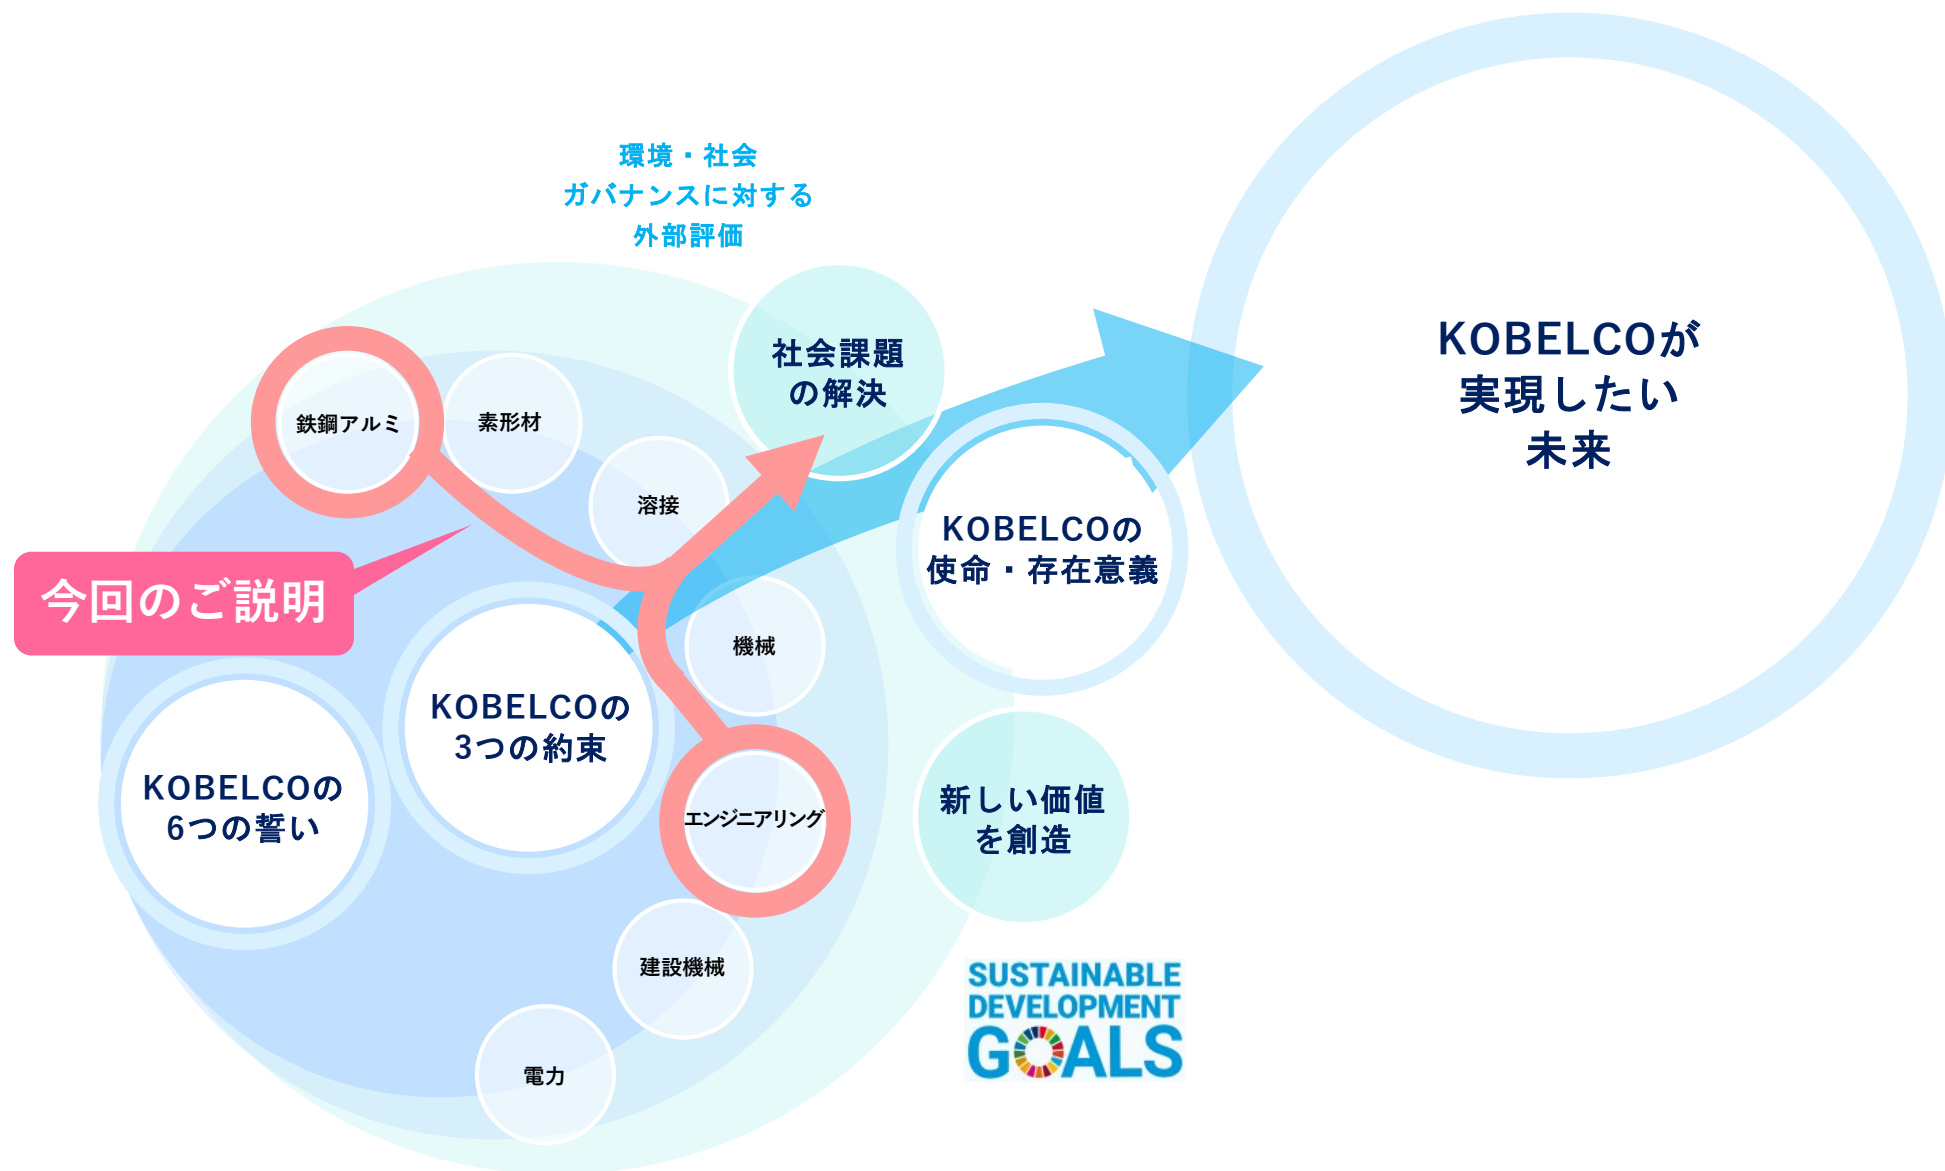 環境・社会
ガバナンスに対する
外部評価
社会課題
の解決
KOBELCOが
実現したい
未来
鉄鋼アルミ
素形材
溶接
KOBELCOの
使命・存在意義
今回のご説明
機械
KOBELCOの
3つの約束
KOBELCOの
6つの誓い
エンジニアリング
新しい価値
を創造
建設機械
電力
SUSTAINABLE
DEVELOPMENT
GOALS